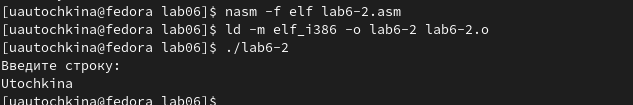 [uautochkina@fedora lab06]$ nasm -f elf lab6-2.asm
[uautochkina@fedora lab06]$ ld -m elf_i386 -o lab6-2 lab6-2.o
[uautochkina@fedora lab06]$ ./lab6-2
Введите строку:
Utochkina
[uautochkina@fedora lab06]$